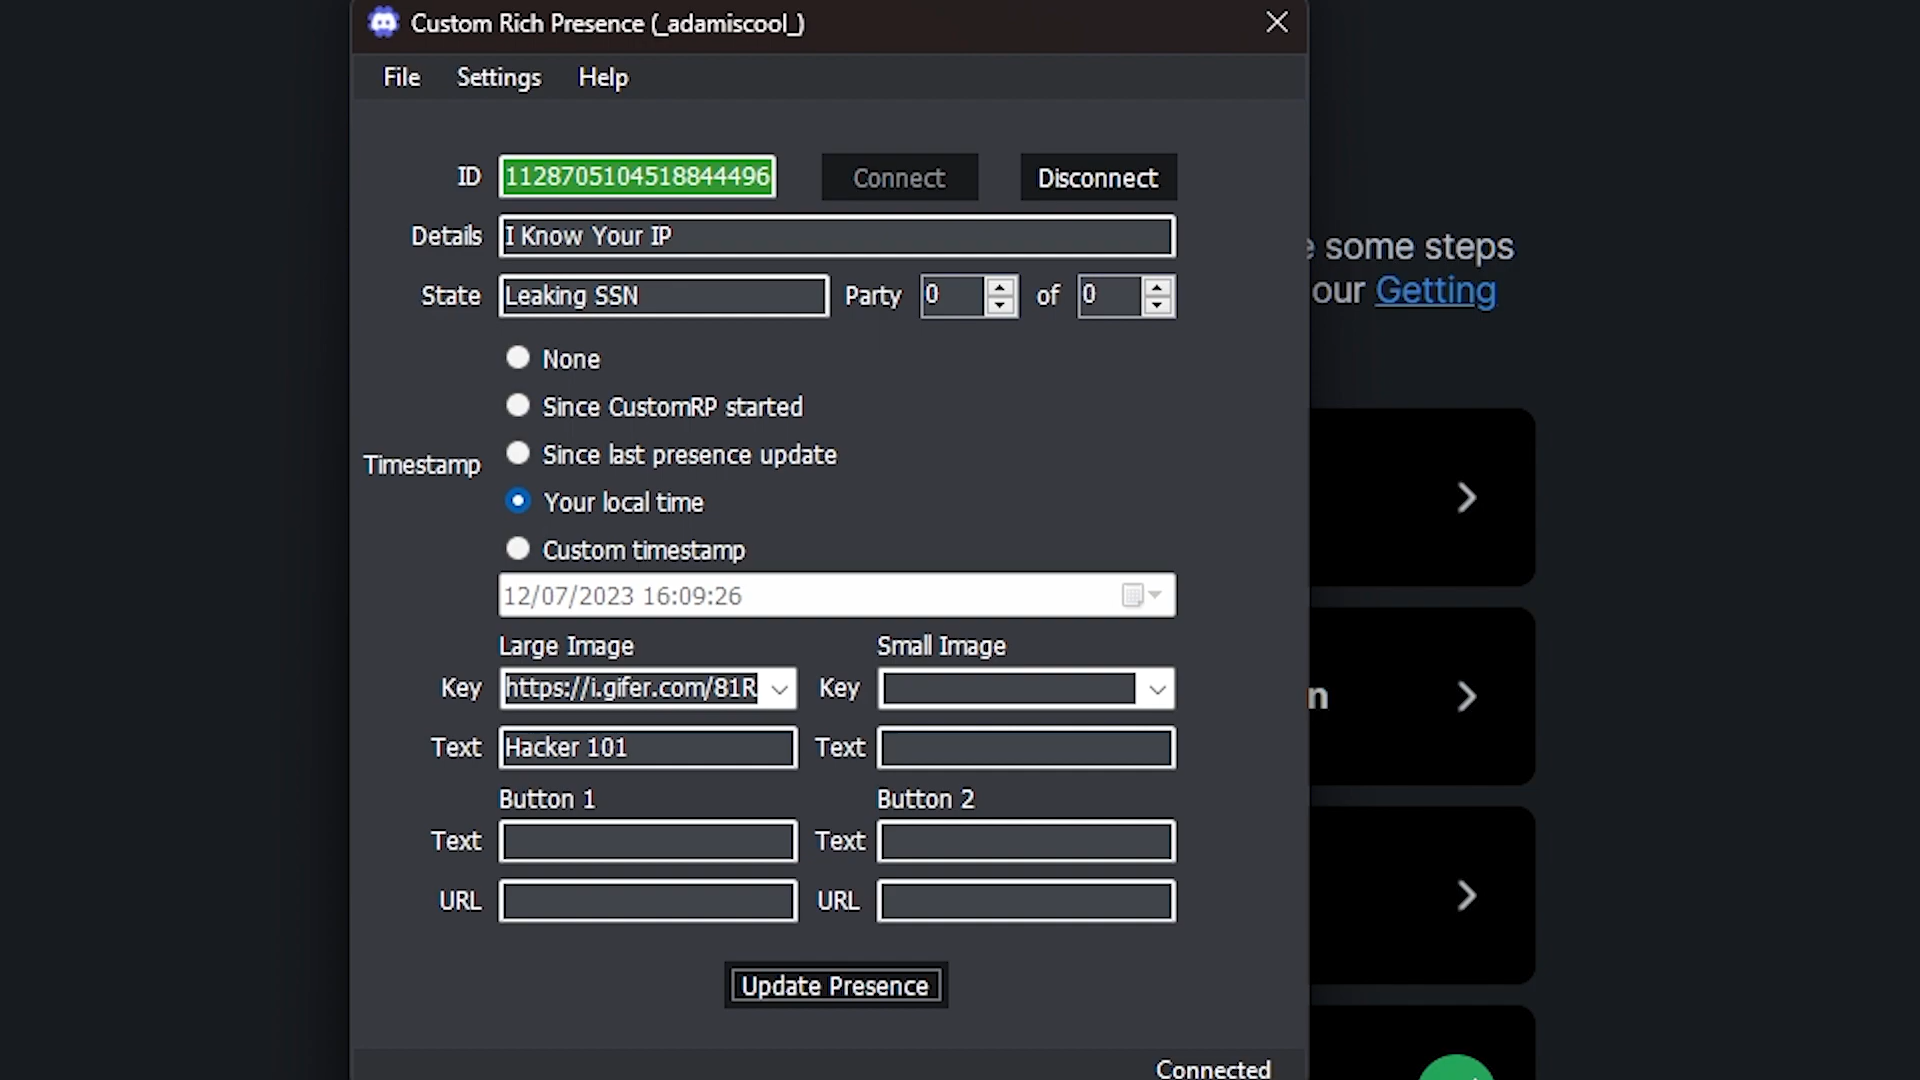 Custom Rich Presence (_adamiscool_)
File Settings Help
ID 1128705104518844496 Connect Disconnect
Details I Know Your IP
State Leaking SSN Party 0 of 0
some steps
our Getting
None
Since CustomRP started
Since last presence update
Timestamp
Your local time
Custom timestamp
12/07/2023 16:09:26
Large Image Small Image
Key https://i.gifer.com/81R Key
n
Text Hacker 101 Text
Button 1 Button 2
Text Text
URL URL
Update Presence
Connected